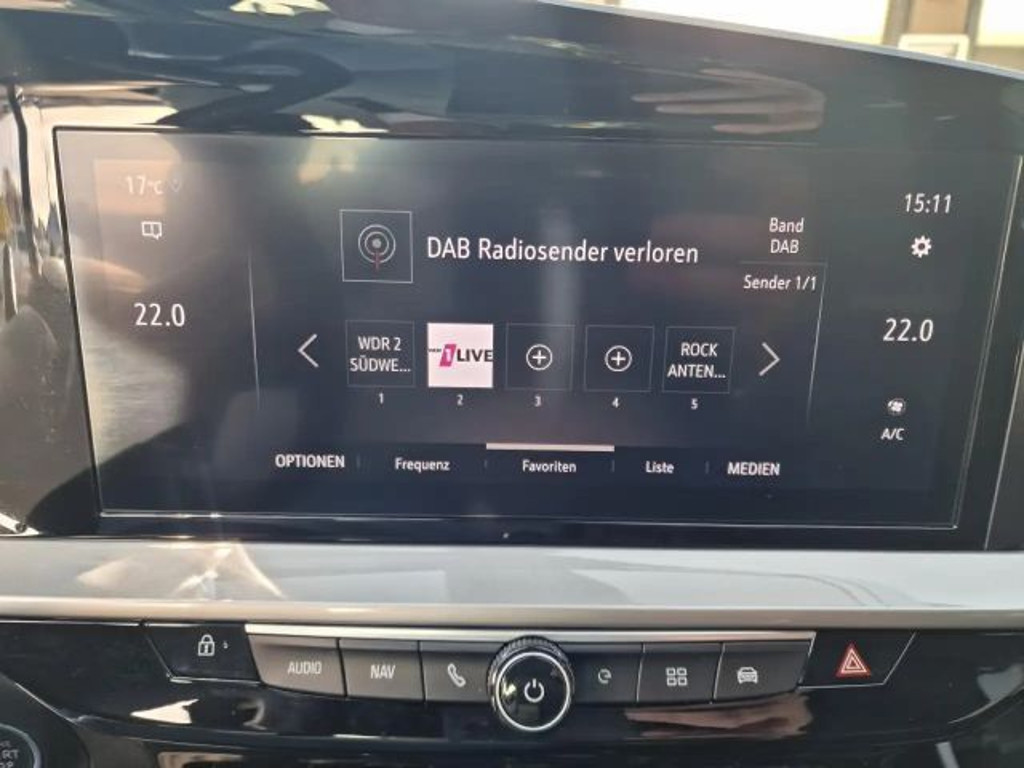 17°C
15:11
Band
DAB
DAB Radiosender verloren
Sender 1/1
22.0
22.0
WDR 2
SÜDWE...
1LIVE
ROCK
ANTEN...
1
2
3
4
5
A/C
OPTIONEN
Frequenz
Favoriten
Liste
MEDIEN
AUDIO
NAV